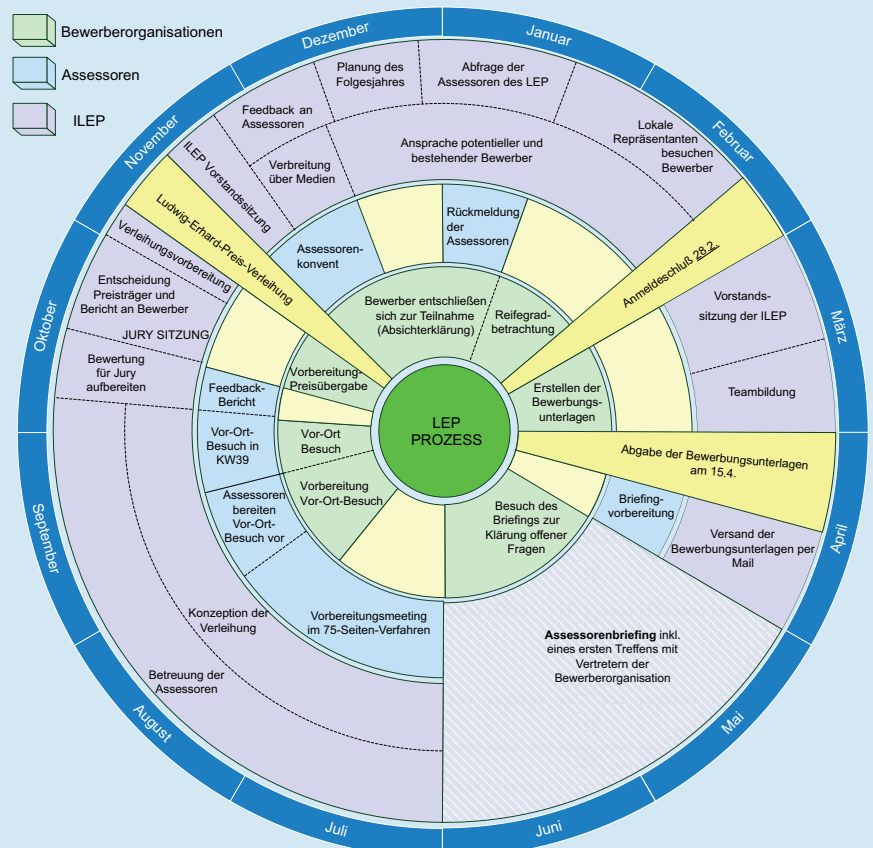 Bewerberorganisationen
Assessoren
ILEP
Dezember
Januar
Februar
März
April
Mai
Juni
Juli
August
September
Oktober
November
Planung des
Folgejahres
Abfrage der
Assessoren des LEP
Feedback an
Assessoren
Lokale
Repräsentanten
besuchen
Bewerber
ILEP Vorstandssitzung
Verbreitung
über Medien
Ansprache potentieller und
bestehender Bewerber
Ludwig-Erhard-Preis-Verleihung
Assessoren-
konvent
Rückmeldung
der
Assessoren
Anmeldeschluß 28.2.
Verleihungsvorbereitung
Entscheidung
Preisträger und
Bericht an Bewerber
JURY SITZUNG
Bewertung
für Jury
aufbereiten
Bewerber entschließen
sich zur Teilnahme
(Absichterklärung)
Reifegrad-
betrachtung
Vorstands-
sitzung der ILEP
Teambildung
Vorbereitung-
Preisübergabe
Feedback-
Bericht
Erstellen der
Bewerbungs-
unterlagen
LEP
PROZESS
Vor-Ort-
Besuch in
KW39
Vor-Ort
Besuch
Abgabe der Bewerbungsunterlagen
am 15.4.
Vorbereitung
Vor-Ort-Besuch
Assessoren
bereiten
Vor-Ort-
Besuch vor
Besuch des
Briefings zur
Klärung offener
Fragen
Briefing-
vorbereitung
Versand der
Bewerbungsunterlagen per
Mail
Konzeption der
Verleihung
Vorbereitungsmeeting
im 75-Seiten-Verfahren
Assessorenbriefing inkl.
eines ersten Treffens mit
Vertretern der
Bewerberorganisation
Betreuung der
Assessoren